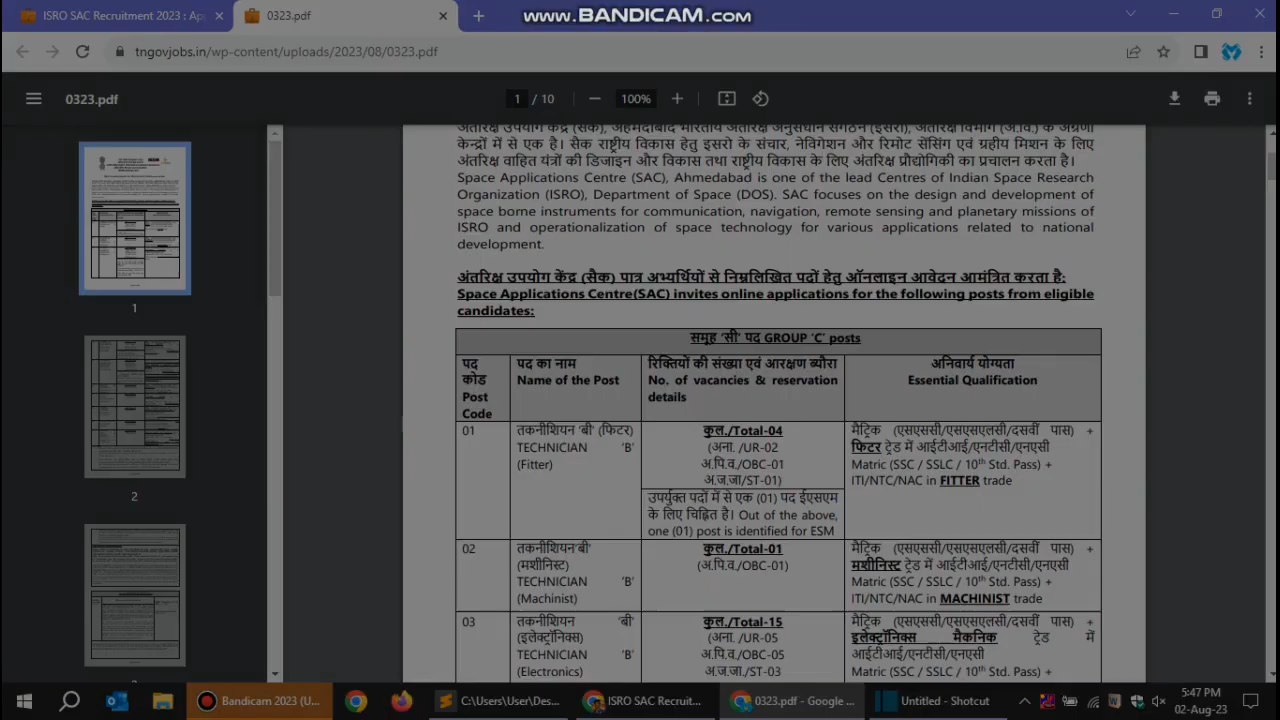 ISRO SAC Recruitment 2023 : Ap
0323.pdf
www.BANDICAM.com
tngovjobs.in/wp-content/uploads/2023/08/0323.pdf
0323.pdf
1 / 10
100%
1
2
अंतरिक्ष उपयोग केंद्र (सैक), अहमदाबाद भारतीय अंतरिक्ष अनुसंधान संगठन (इसरो), अंतरिक्ष विभाग (अं.वि.) के अग्रणी
केन्द्रों में से एक है। सैक राष्ट्रीय विकास हेतु इसरो के संचार, नेविगेशन और रिमोट सेंसिंग एवं ग्रहीय मिशन के लिए
अंतरिक्ष वाहित यंत्रों की डिजाइन और विकास तथा राष्ट्रीय विकास के लिए अंतरिक्ष प्रौद्योगिकी का प्रचालन करता है।
Space Applications Centre (SAC), Ahmedabad is one of the lead Centres of Indian Space Research
Organization (ISRO), Department of Space (DOS). SAC focuses on the design and development of
space borne instruments for communication, navigation, remote sensing and planetary missions of
ISRO and operationalization of space technology for various applications related to national
development.
अंतरिक्ष उपयोग केंद्र (सैक) पात्र अभ्यर्थियों से निम्नलिखित पदों हेतु ऑनलाइन आवेदन आमंत्रित करता है:
Space Applications Centre(SAC) invites online applications for the following posts from eligible
candidates:
समूह ‘सी’ पद GROUP ‘C’ posts
पद
कोड
Post
Code
पद का नाम
Name of the Post
रिक्तियों की संख्या एवं आरक्षण ब्यौरा
No. of vacancies & reservation
details
अनिवार्य योग्यता
Essential Qualification
01
तकनीशियन ‘बी’ (फिटर)
TECHNICIAN ‘B’
(Fitter)
कुल./Total-04
(अना. /UR-02
अ.पि.व./OBC-01
अ.ज.जा/ST-01)
उपर्युक्त पदों में से एक (01) पद ईएसएम
के लिए चिह्नित है। Out of the above,
one (01) post is identified for ESM
मैट्रिक (एसएससी/एसएसएलसी/दसवीं पास) +
फिटर ट्रेड में आईटीआई/एनटीसी/एनएसी
Matric (SSC / SSLC / 10th Std. Pass) +
ITI/NTC/NAC in FITTER trade
02
तकनीशियन‘बी’
(मशीनिस्ट)
TECHNICIAN ‘B’
(Machinist)
कुल./Total-01
(अ.पि.व./OBC-01)
मैट्रिक (एसएससी/एसएसएलसी/दसवीं पास) +
मशीनिस्ट ट्रेड में आईटीआई/एनटीसी/एनएसी
Matric (SSC / SSLC / 10th Std. Pass) +
ITI/NTC/NAC in MACHINIST trade
03
तकनीशियन ‘बी’
(इलेक्ट्रॉनिक्स)
TECHNICIAN ‘B’
(Electronics)
कुल./Total-15
(अना./UR-05
अ.पि.व./OBC-05
अ.ज.जा./ST-03
मैट्रिक (एसएससी/एसएसएलसी/दसवीं पास) +
इलेक्ट्रॉनिक्स मैकनिक ट्रेड में
आईटीआई/एनटीसी/एनएसी
Matric (SSC / SSLC / 10th Std. Pass) +
Bandicam 2023 (U...
C:\Users\User\Des...
ISRO SAC Recruit...
0323.pdf - Google ...
Untitled - Shotcut
5:47 PM
02-Aug-23